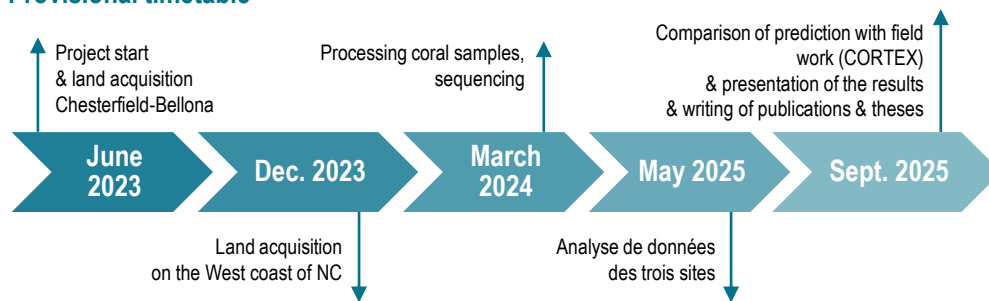 Provisional timetable
Project start
& land acquisition
Chesterfield-Bellona
Processing coral samples,
sequencing
Comparison of prediction with field
work (CORTEX)
& presentation of the results
& writing of publications & theses
June
2023
Dec. 2023
March
2024
May 2025
Sept. 2025
Land acquisition
on the West coast of NC
Analyse de données
des trois sites